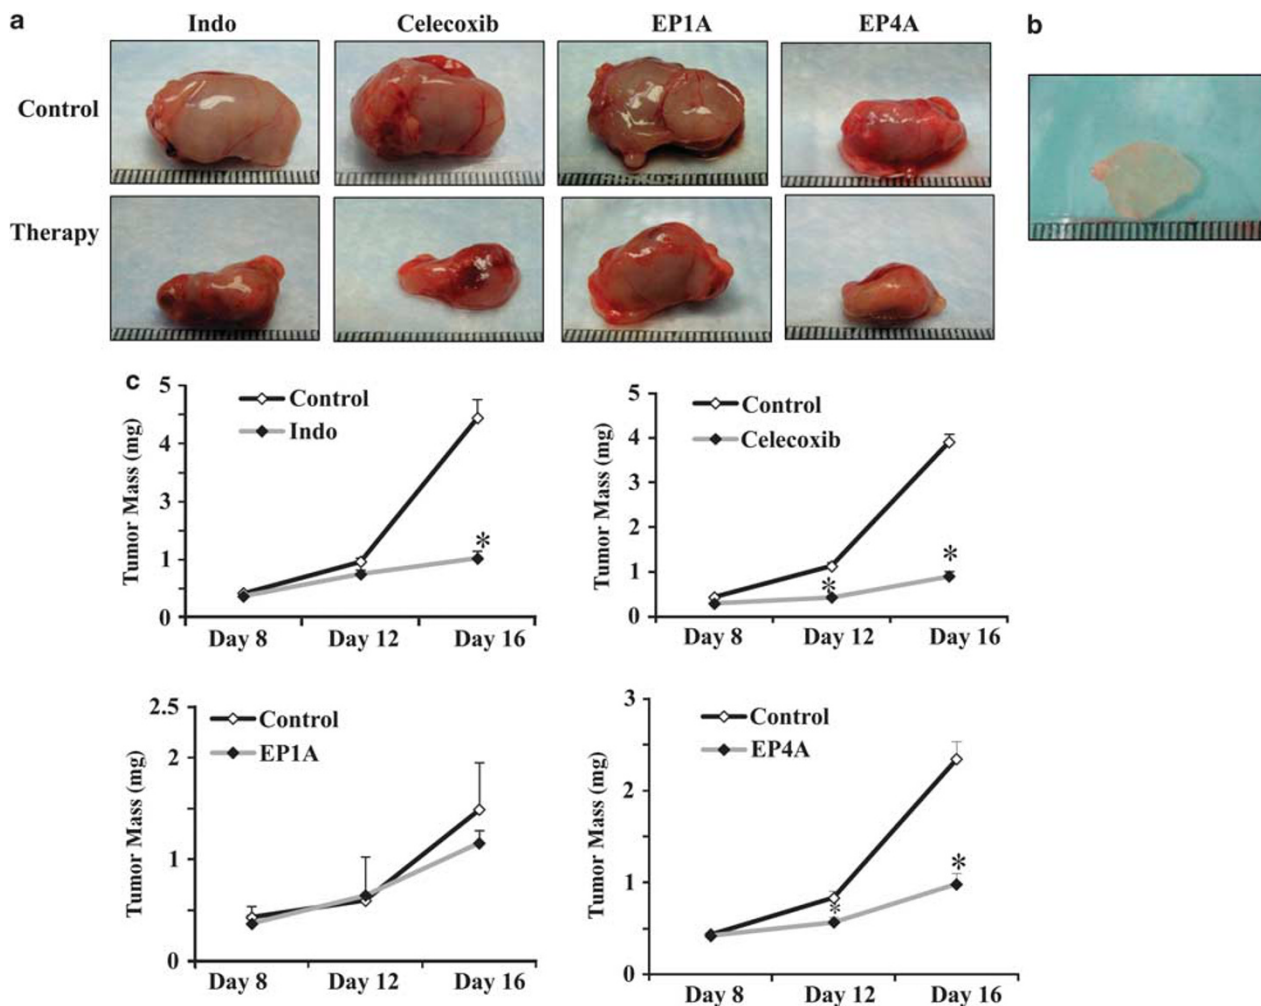 a
Indo Celecoxib EP1A EP4A
b
Control
Therapy
c
5
4
3
1
0
Tumor Mass (mg)
Control
Indo
Day 8 Day 12 Day 16
*
5
4
3
2
1
0
Tumor Mass (mg)
Control
Celecoxib
Day 8 Day 12 Day 16
*
*
2.5
2
1
0
Tumor Mass (mg)
Control
EP1A
Day 8 Day 12 Day 16
3
2
1
0
Tumor Mass (mg)
Control
EP4A
Day 8 Day 12 Day 16
*
*